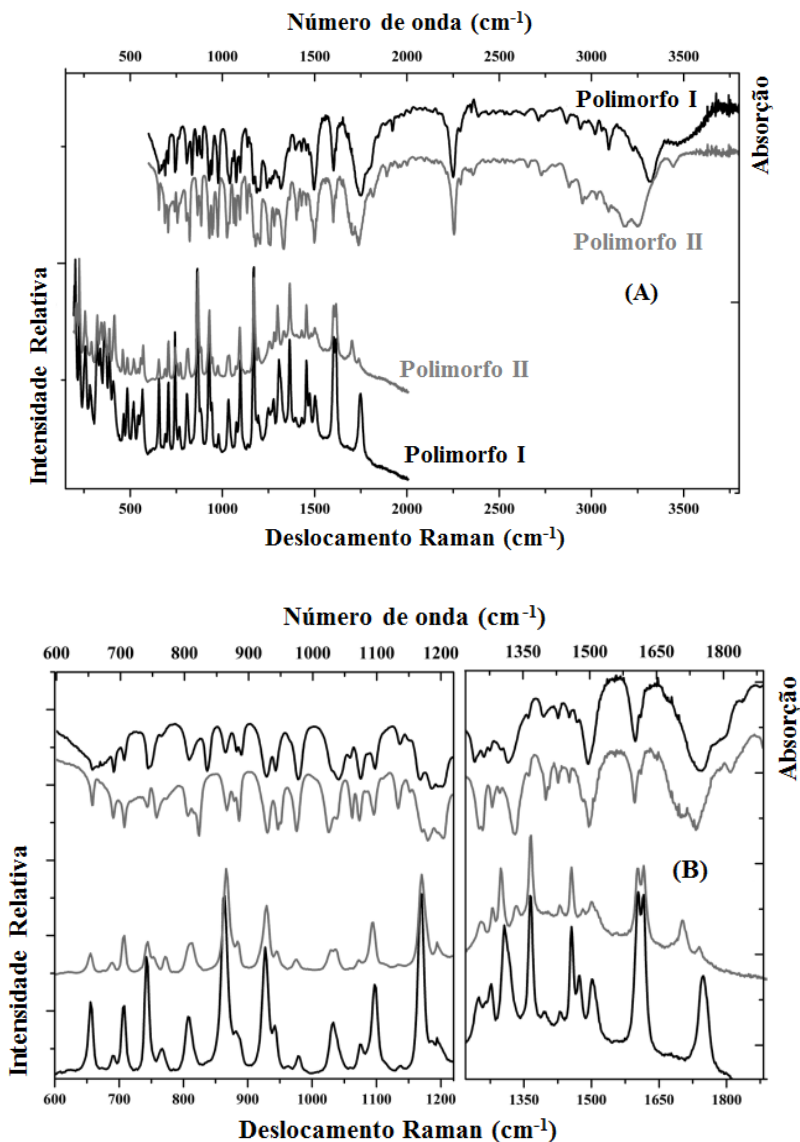 Número de onda (cm-1)
500 1000 1500 2000 2500 3000 3500
Polimorfo I
Absorção
Polimorfo II
(A)
Intensidade Relativa
Polimorfo II
Polimorfo I
500 1000 1500 2000 2500 3000 3500
Deslocamento Raman (cm-1)
Número de onda (cm-1)
600 700 800 900 1000 1100 1200 1350 1500 1650 1800
Absorção
(B)
Intensidade Relativa
600 700 800 900 1000 1100 1200 1350 1500 1650 1800
Deslocamento Raman (cm-1)